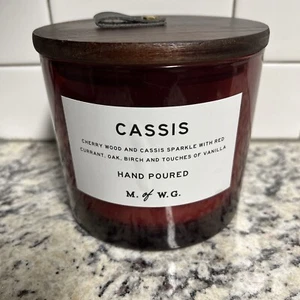 CASSIS
CHERRY WOOD AND CASSIS SPARKLE WITH RED
CURRANT, OAK, BIRCH AND TOUCHES OF VANILLA
HAND POURED
M. of W.G.